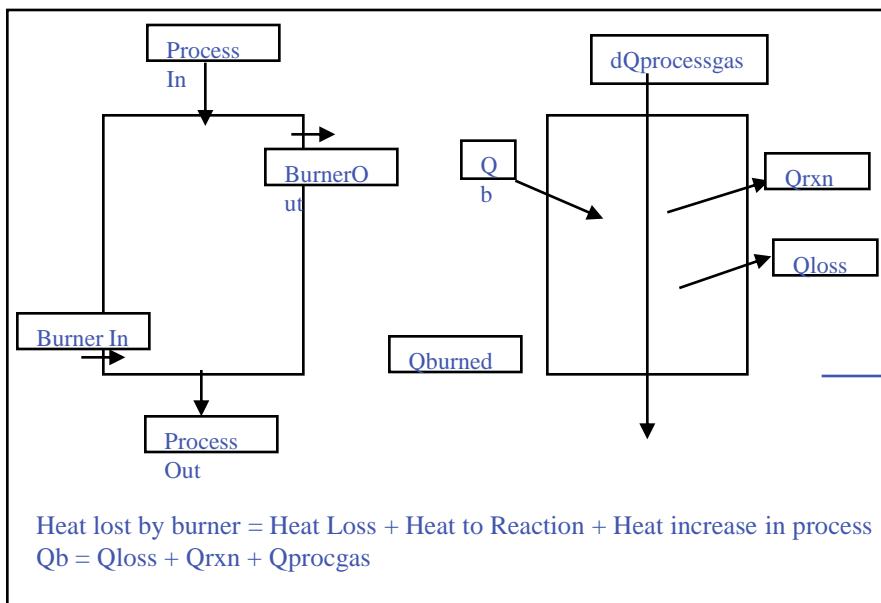 Process
In
BurnerO
ut
Burner In
Process
Out
dQprocessgas
Q
b
Qrxn
Qloss
Qburned
Heat lost by burner = Heat Loss + Heat to Reaction + Heat increase in process
Qb = Qloss + Qrxn + Qprocgas